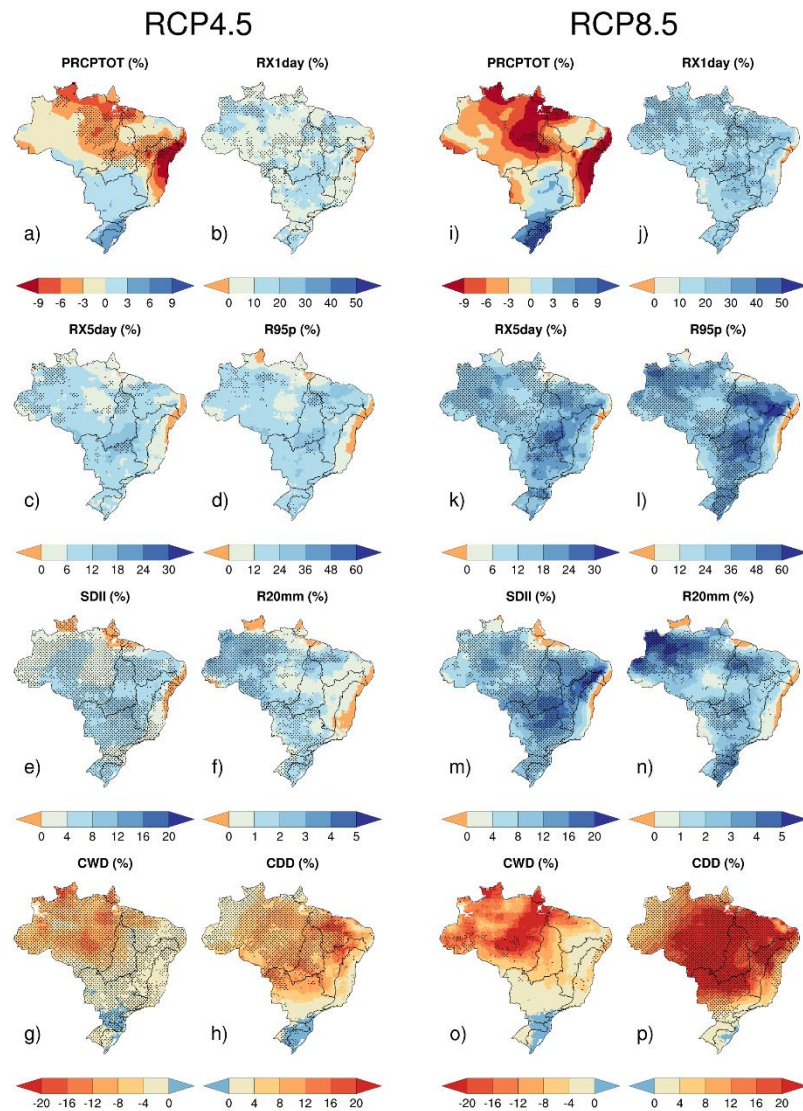 RCP4.5 RCP8.5
PRCPTOT (%) RX1day (%) PRCPTOT (%) RX1day (%)
a) b) i) j)
-9 -6 -3 0 3 6 9 0 10 20 30 40 50 -9 -6 -3 0 3 6 9 0 10 20 30 40 50
RX5day (%) R95p (%) RX5day (%) R95p (%)
c) d) k) l)
0 6 12 18 24 30 0 12 24 36 48 60 0 6 12 18 24 30 0 12 24 36 48 60
SDII (%) R20mm (%) SDII (%) R20mm (%)
e) f) m) n)
0 4 8 12 16 20 0 1 2 3 4 5 0 4 8 12 16 20 0 1 2 3 4 5
CWD (%) CDD (%) CWD (%) CDD (%)
g) h) o) p)
-20 -16 -12 -8 -4 0 0 4 8 12 16 20 -20 -16 -12 -8 -4 0 0 4 8 12 16 20